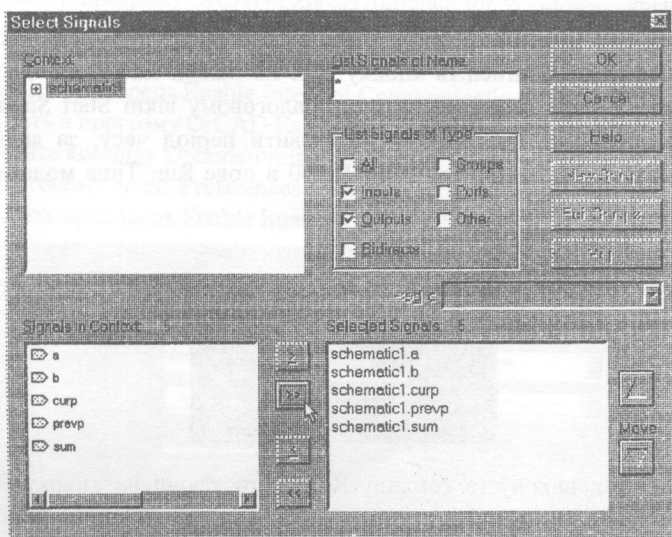 Select Signals
Context
schematic1
List Signals of Name
*
List Signals of Type
All
Groups
Inputs
Ports
Outputs
Other
Bidirects
OK
Cancel
Help
Signals in Context 5
a
b
curp
prevp
sum
>
>>
<
<<
Selected Signals 5
schematic1.a
schematic1.b
schematic1.curp
schematic1.prevp
schematic1.sum
Move